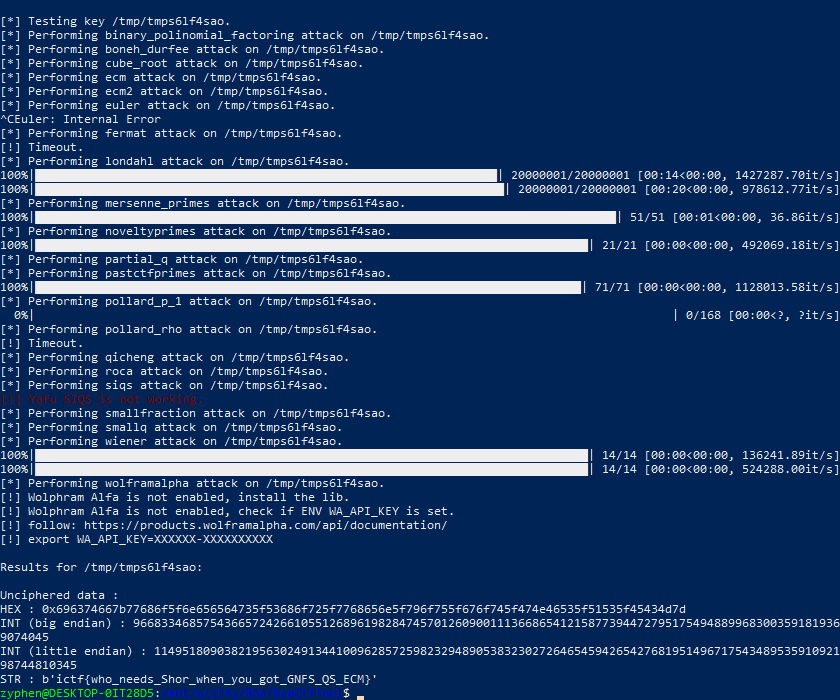 [*] Testing key /tmp/tmps6lf4sao.
[*] Performing binary_polinomial_factoring attack on /tmp/tmps6lf4sao.
[*] Performing boneh_durfee attack on /tmp/tmps6lf4sao.
[*] Performing cube_root attack on /tmp/tmps6lf4sao.
[*] Performing ecm attack on /tmp/tmps6lf4sao.
[*] Performing ecm2 attack on /tmp/tmps6lf4sao.
[*] Performing euler attack on /tmp/tmps6lf4sao.
^CEuler: Internal Error
[*] Performing fermat attack on /tmp/tmps6lf4sao.
[!] Timeout.
[*] Performing londahl attack on /tmp/tmps6lf4sao.
100%| | 20000001/20000001 [00:14<00:00, 1427287.70it/s]
100%| | 20000001/20000001 [00:20<00:00, 978612.77it/s]
[*] Performing mersenne_primes attack on /tmp/tmps6lf4sao.
100%| | 51/51 [00:01<00:00, 36.86it/s]
[*] Performing noveltyprimes attack on /tmp/tmps6lf4sao.
100%| | 21/21 [00:00<00:00, 492069.18it/s]
[*] Performing partial_q attack on /tmp/tmps6lf4sao.
[*] Performing pastctfprimes attack on /tmp/tmps6lf4sao.
100%| | 71/71 [00:00<00:00, 1128013.58it/s]
[*] Performing pollard_p_1 attack on /tmp/tmps6lf4sao.
0%| | 0/168 [00:00<?, ?it/s]
[*] Performing pollard_rho attack on /tmp/tmps6lf4sao.
[!] Timeout.
[*] Performing qicheng attack on /tmp/tmps6lf4sao.
[*] Performing roca attack on /tmp/tmps6lf4sao.
[*] Performing siqs attack on /tmp/tmps6lf4sao.
[!] Yafu SIQS is not working.
[*] Performing smallfraction attack on /tmp/tmps6lf4sao.
[*] Performing smallq attack on /tmp/tmps6lf4sao.
[*] Performing wiener attack on /tmp/tmps6lf4sao.
100%| | 14/14 [00:00<00:00, 136241.89it/s]
100%| | 14/14 [00:00<00:00, 524288.00it/s]
[*] Performing wolframalpha attack on /tmp/tmps6lf4sao.
[!] Wolphram Alfa is not enabled, install the lib.
[!] Wolphram Alfa is not enabled, check if ENV WA_API_KEY is set.
[!] follow: https://products.wolframalpha.com/api/documentation/
[!] export WA_API_KEY=XXXXXX-XXXXXXXXXX
Results for /tmp/tmps6lf4sao:
Unciphered data :
HEX : 0x696374667b77686f5f6e656564735f53686f725f7768656e5f796f755f676f745f474e46535f51535f45434d7d
INT (big endian) : 966833468575436657242661055126896198284745701260900111366865412158773944727951754948899683003591819369074045
INT (little endian) : 1149518090382195630249134410096285725982329489053832302726465459426542768195149671754348953591092198744810345
STR : b'ictf{who_needs_Shor_when_you_got_GNFS_QS_ECM}'
zyphen@DESKTOP-0IT28D5: $